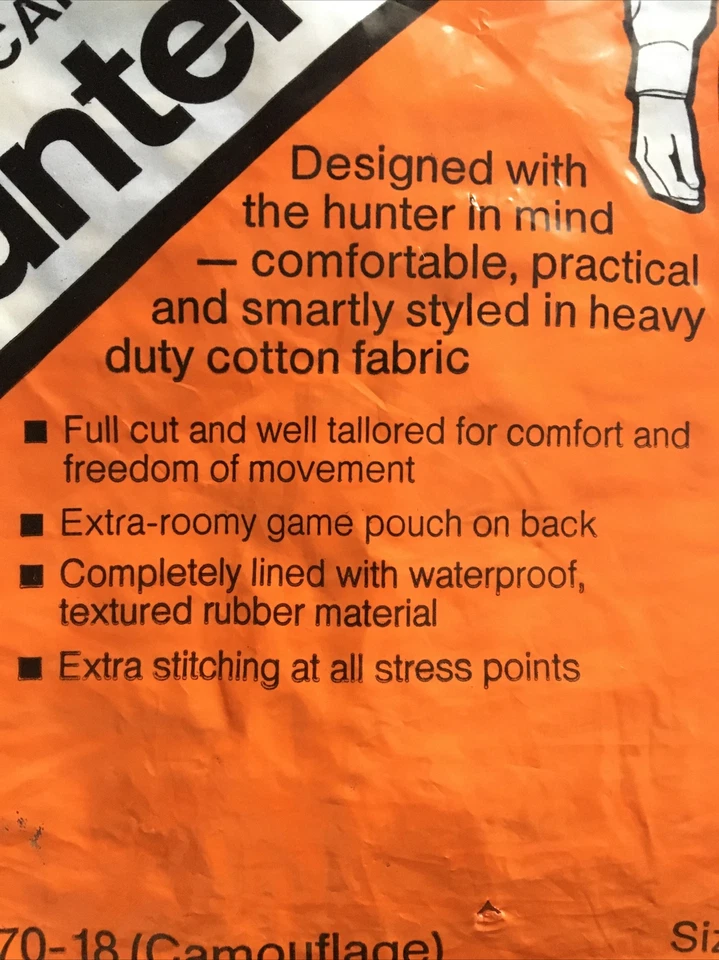 Designed with
the hunter in mind
— comfortable, practical
and smartly styled in heavy
duty cotton fabric
■ Full cut and well tallored for comfort and
freedom of movement
■ Extra-roomy game pouch on back
■ Completely lined with waterproof,
textured rubber material
■ Extra stitching at all stress points
70-18 (Camouflage)